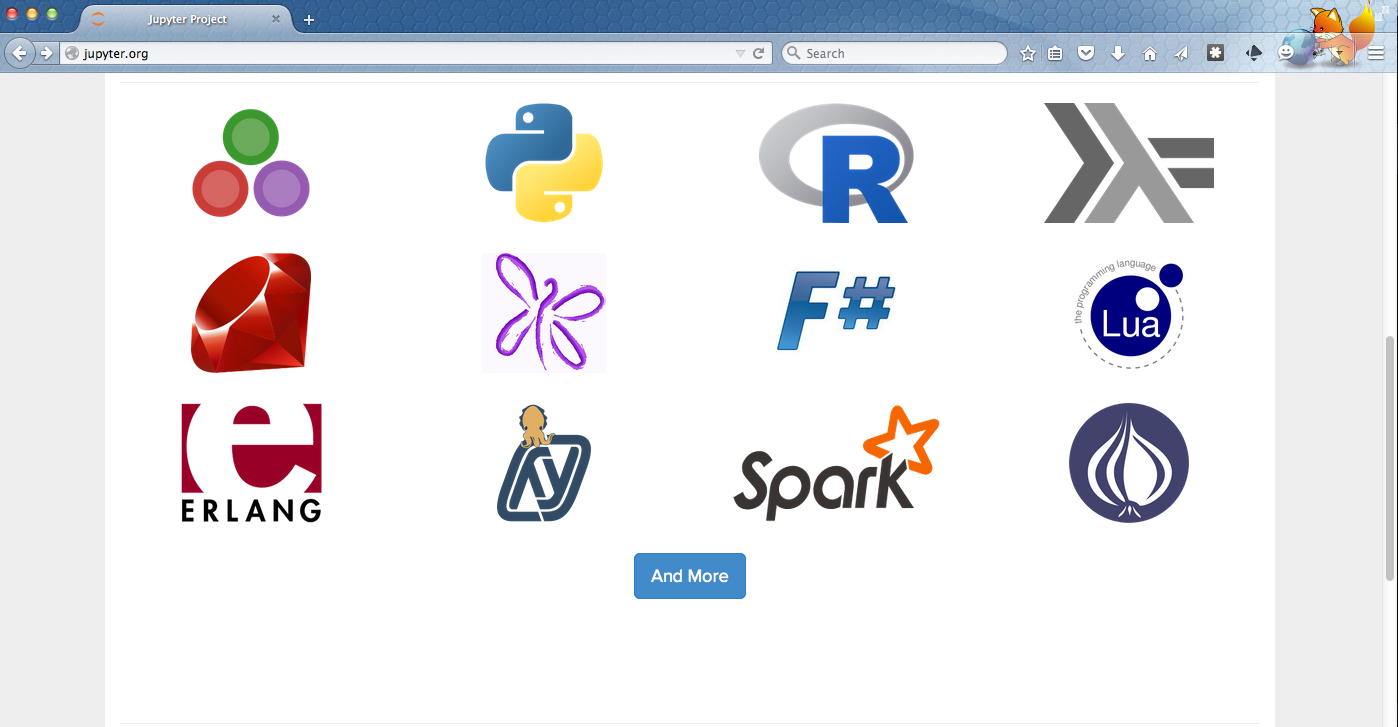 Jupyter Project
jupyter.org
Search
R
F#
the programming language
Lua
e
ERLANG
Spark
And More